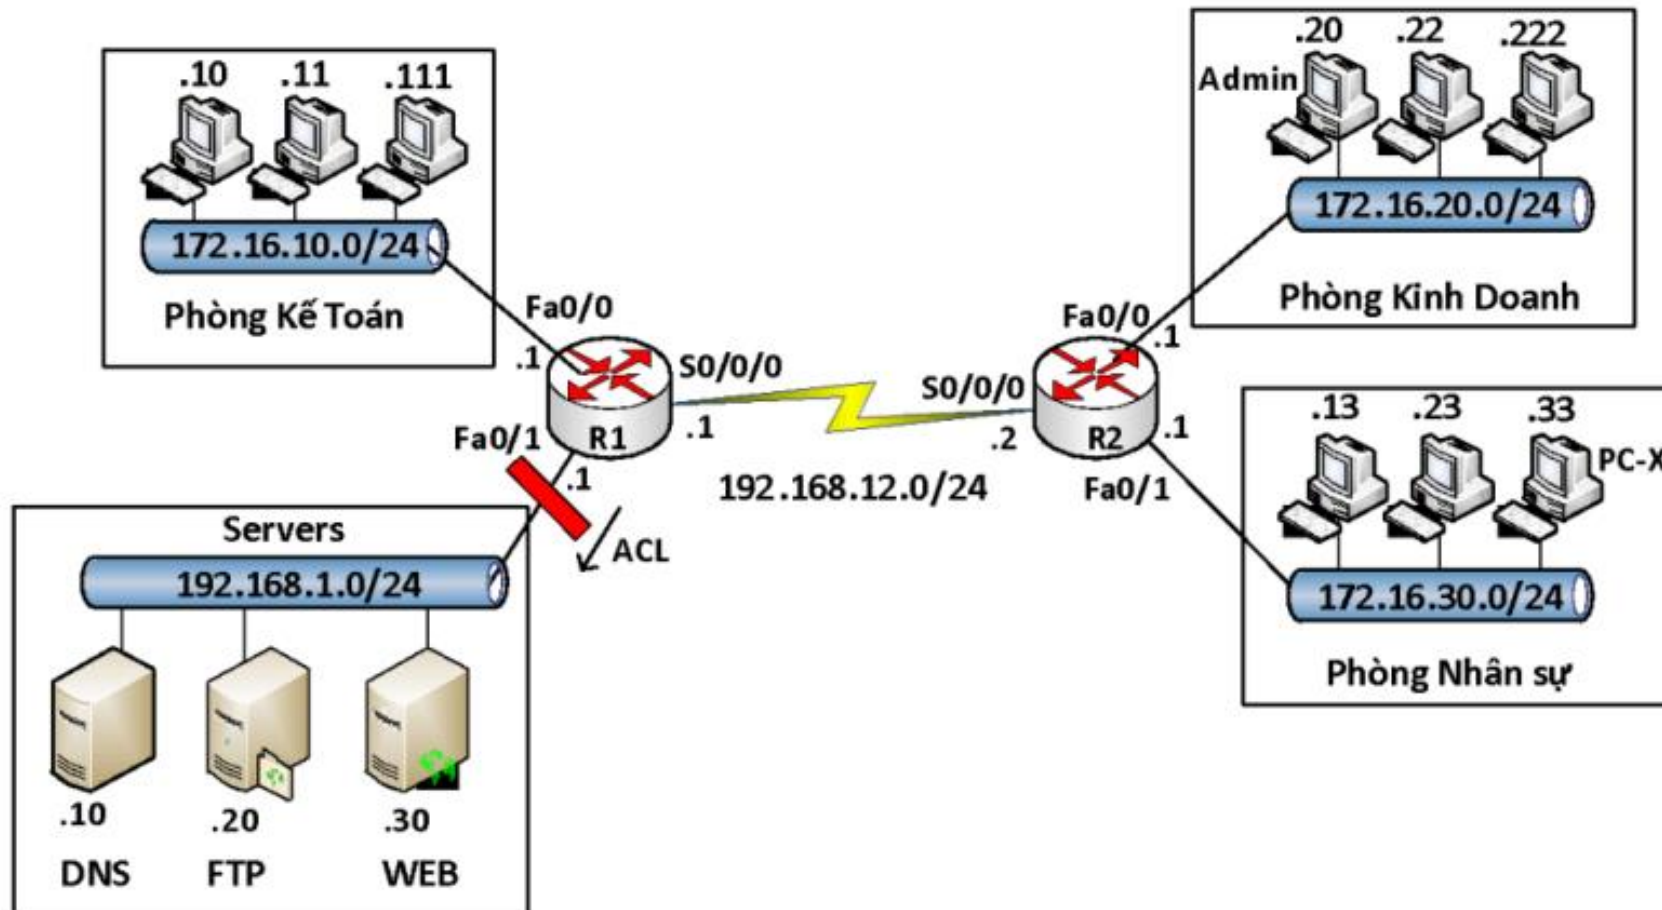 .10 .11 .111
172.16.10.0/24
Phòng Kế Toán
.20 .22 .222
Admin
172.16.20.0/24
Phòng Kinh Doanh
Fa0/0
.1
S0/0/0
Fa0/1
R1
.1
.1
192.168.12.0/24
Fa0/0
.1
S0/0/0
.2
R2
.1
Fa0/1
ACL
.13 .23 .33
PC-X
172.16.30.0/24
Phòng Nhân sự
Servers
192.168.1.0/24
.10 .20 .30
DNS FTP WEB